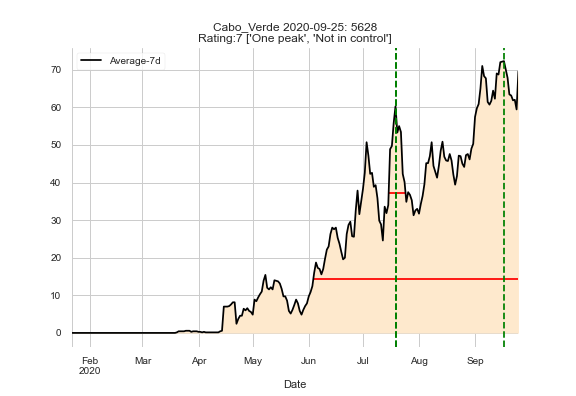 Cabo_Verde 2020-09-25: 5628
Rating:7 ['One peak', 'Not in control']
Average-7d
70
60
50
40
30
20
10
0
Feb Mar Apr May Jun Jul Aug Sep
2020
Date